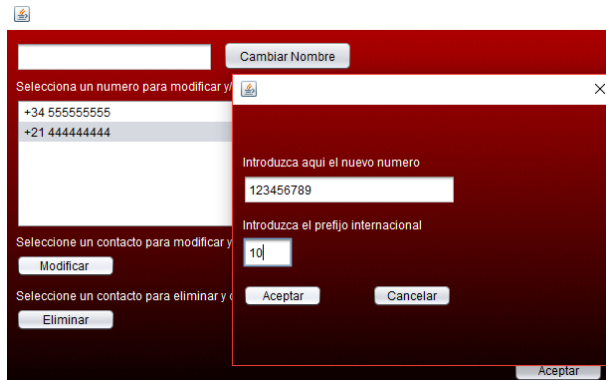 Cambiar Nombre
Selecciona un numero para modificar y/
+34 555555555
+21 444444444
Seleccione un contacto para modificar y
Modificar
Seleccione un contacto para eliminar y
Eliminar
Introduzca aqui el nuevo numero
123456789
Introduzca el prefijo internacional
10
Aceptar Cancelar
Aceptar